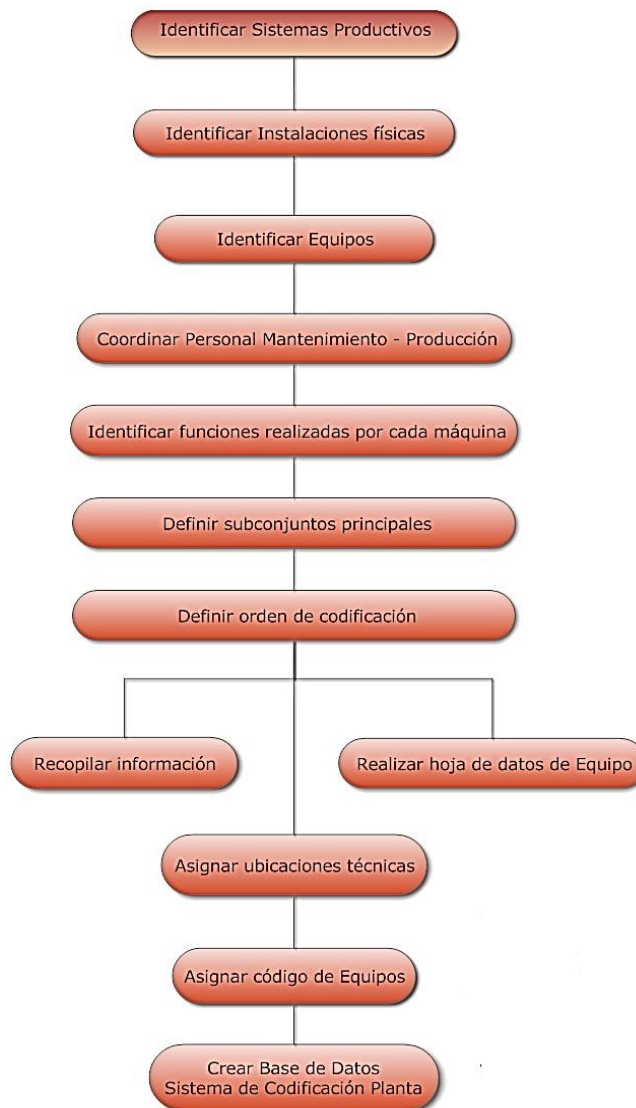 Identificar Sistemas Productivos
Identificar Instalaciones físicas
Identificar Equipos
Coordinar Personal Mantenimiento - Producción
Identificar funciones realizadas por cada máquina
Definir subconjuntos principales
Definir orden de codificación
Recopilar información
Realizar hoja de datos de Equipo
Asignar ubicaciones técnicas
Asignar código de Equipos
Crear Base de Datos
Sistema de Codificación Planta